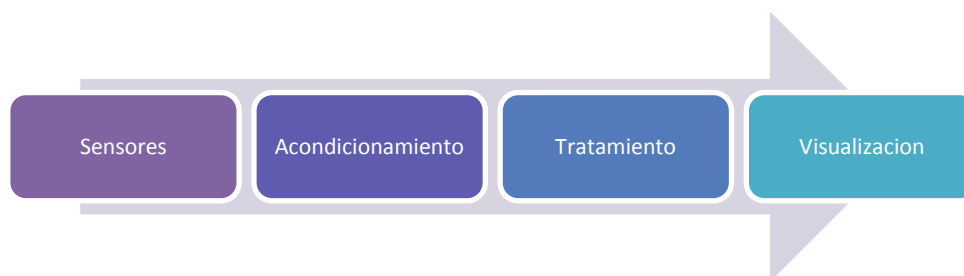 Sensores
Acondicionamiento
Tratamiento
Visualizacion